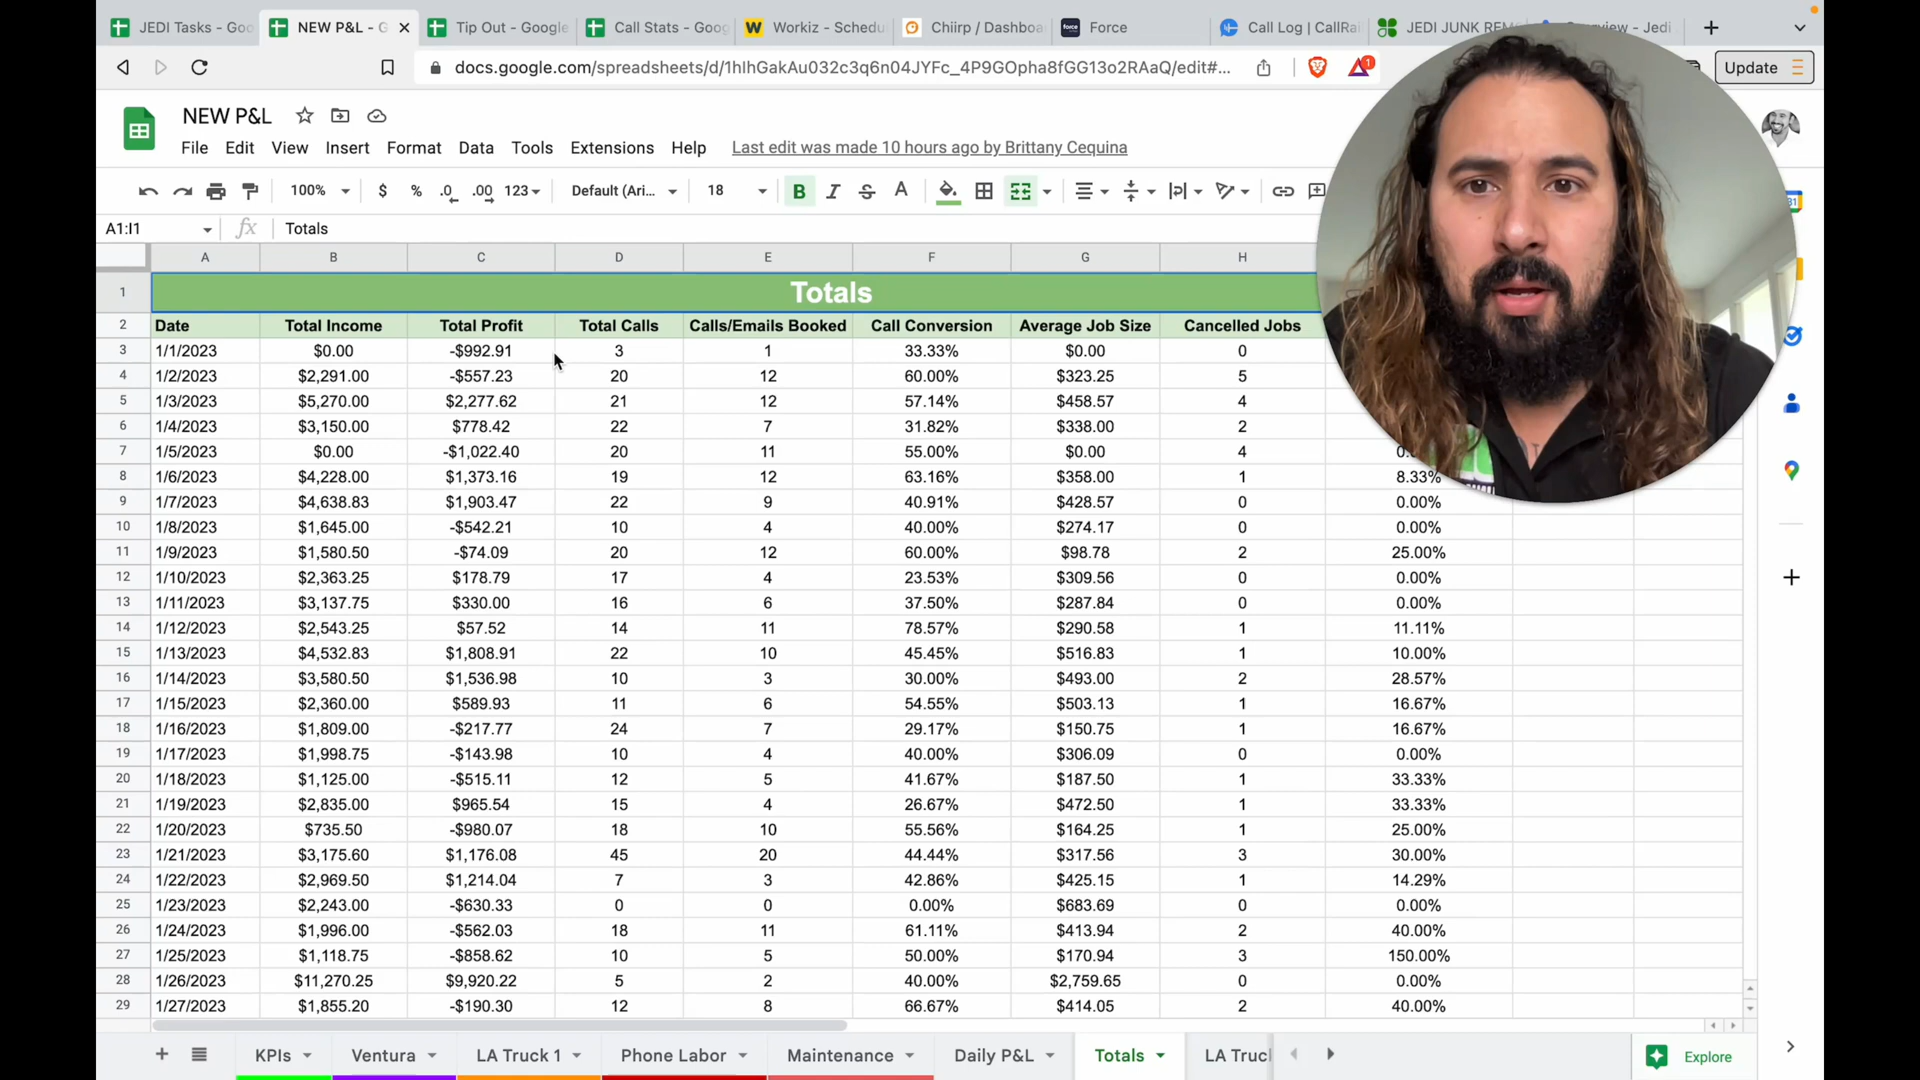 JEDI Tasks - Goo
NEW P&L - G
Tip Out - Google
Call Stats - Goog
Workiz - Schedu
Chiirp / Dashboa
Force
Call Log | CallRai
JEDI JUNK REM
Overview - Jedi
docs.google.com/spreadsheets/d/1hlhGakAu032c3q6n04JYFc_4P9GOpha8fGG13o2RAaQ/edit#...
1
Update
NEW P&L
File Edit View Insert Format Data Tools Extensions Help Last edit was made 10 hours ago by Brittany Cequina
100% $ % .0 .00 123 Default (Ari... 18 B I S A
A1:I1 fx Totals
A B C D E F G H
1 Totals
2 Date Total Income Total Profit Total Calls Calls/Emails Booked Call Conversion Average Job Size Cancelled Jobs
3 1/1/2023 $0.00 -$992.91 3 1 33.33% $0.00 0
4 1/2/2023 $2,291.00 -$557.23 20 12 60.00% $323.25 5
5 1/3/2023 $5,270.00 $2,277.62 21 12 57.14% $458.57 4
6 1/4/2023 $3,150.00 $778.42 22 7 31.82% $338.00 2
7 1/5/2023 $0.00 -$1,022.40 20 11 55.00% $0.00 4
8 1/6/2023 $4,228.00 $1,373.16 19 12 63.16% $358.00 1 8.33%
9 1/7/2023 $4,638.83 $1,903.47 22 9 40.91% $428.57 0 0.00%
10 1/8/2023 $1,645.00 -$542.21 10 4 40.00% $274.17 0 0.00%
11 1/9/2023 $1,580.50 -$74.09 20 12 60.00% $98.78 2 25.00%
12 1/10/2023 $2,363.25 $178.79 17 4 23.53% $309.56 0 0.00%
13 1/11/2023 $3,137.75 $330.00 16 6 37.50% $287.84 0 0.00%
14 1/12/2023 $2,543.25 $57.52 14 11 78.57% $290.58 1 11.11%
15 1/13/2023 $4,532.83 $1,808.91 22 10 45.45% $516.83 1 10.00%
16 1/14/2023 $3,580.50 $1,536.98 10 3 30.00% $493.00 2 28.57%
17 1/15/2023 $2,360.00 $589.93 11 6 54.55% $503.13 1 16.67%
18 1/16/2023 $1,809.00 -$217.77 24 7 29.17% $150.75 1 16.67%
19 1/17/2023 $1,998.75 -$143.98 10 4 40.00% $306.09 0 0.00%
20 1/18/2023 $1,125.00 -$515.11 12 5 41.67% $187.50 1 33.33%
21 1/19/2023 $2,835.00 $965.54 15 4 26.67% $472.50 1 33.33%
22 1/20/2023 $735.50 -$980.07 18 10 55.56% $164.25 1 25.00%
23 1/21/2023 $3,175.60 $1,176.08 45 20 44.44% $317.56 3 30.00%
24 1/22/2023 $2,969.50 $1,214.04 7 3 42.86% $425.15 1 14.29%
25 1/23/2023 $2,243.00 -$630.33 0 0 0.00% $683.69 0 0.00%
26 1/24/2023 $1,996.00 -$562.03 18 11 61.11% $413.94 2 40.00%
27 1/25/2023 $1,118.75 -$858.62 10 5 50.00% $170.94 3 150.00%
28 1/26/2023 $11,270.25 $9,920.22 5 2 40.00% $2,759.65 0 0.00%
29 1/27/2023 $1,855.20 -$190.30 12 8 66.67% $414.05 2 40.00%
KPIs Ventura LA Truck 1 Phone Labor Maintenance Daily P&L Totals LA Truc Explore